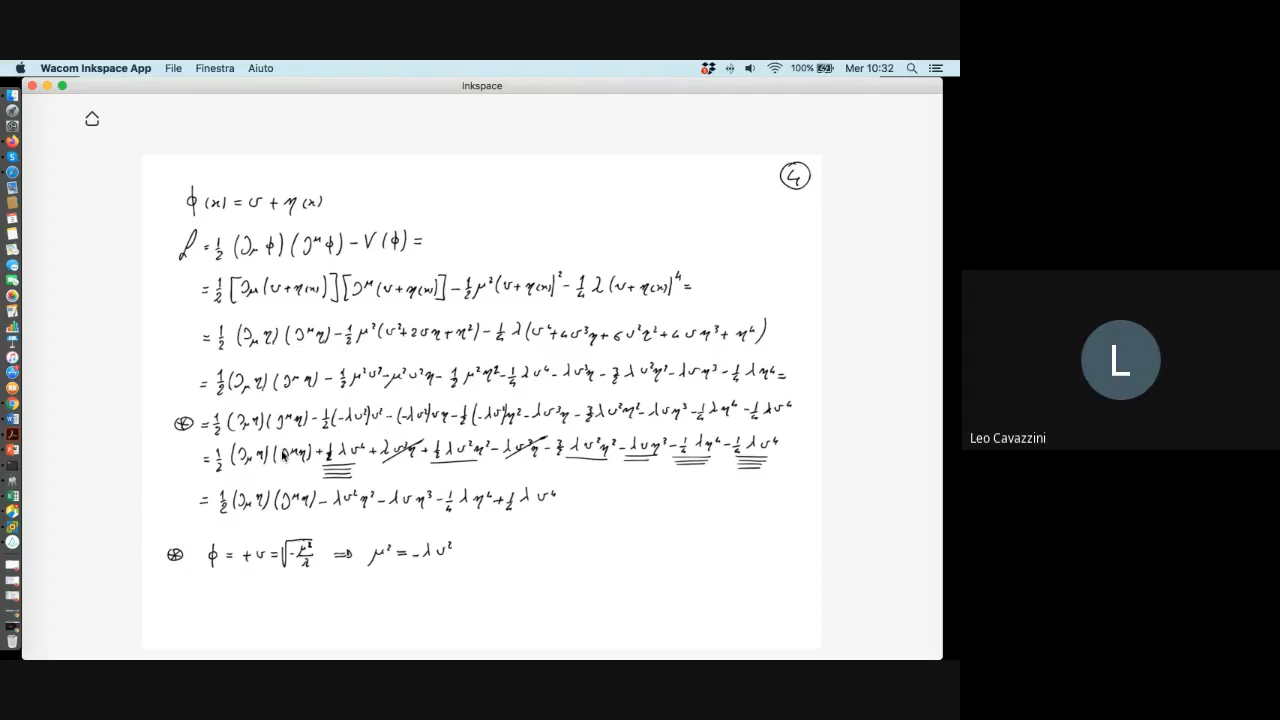 Wacom Inkspace App File Finestra Aiuto 100% Mer 10:32
Inkspace
4
ϕ(x) = v + η(x)
ℒ = 1/2 (∂μ ϕ) (∂^μ ϕ) − V(ϕ) =
= 1/2 [∂μ (v + η(x))] [∂^μ (v + η(x))] − 1/2 μ² (v + η(x))² − 1/4 λ (v + η(x))⁴ =
= 1/2 (∂μ η) (∂^μ η) − 1/2 μ² (v² + 2vη + η²) − 1/4 λ (v⁴ + 4v³η + 6v²η² + 4vη³ + η⁴)
= 1/2 (∂μ η) (∂^μ η) − 1/2 μ²v² − μ²v²η − 1/2 μ²η² − 1/4 λv⁴ − λv³η − 3/2 λv²η² − λvη³ − 1/4 λη⁴ =
⊛ = 1/2 (∂μ η) (∂^μ η) − 1/2 (−λv²)v² − (−λv²)vη − 1/2 (−λv²)η² − λv³η − 3/2 λv²η² − λvη³ − 1/4 λη⁴ − 1/4 λv⁴
= 1/2 (∂μ η) (∂^μ η) + 1/2 λv⁴ + λv³η + 1/2 λv²η² − λv³η − 3/2 λv²η² − λvη³ − 1/4 λη⁴ − 1/4 λv⁴
= 1/2 (∂μ η) (∂^μ η) − λv²η² − λvη³ − 1/4 λη⁴ + 1/4 λv⁴
⊛ ϕ = +v = √(−μ²/λ) ⇒ μ² = −λv²
L
Leo Cavazzini